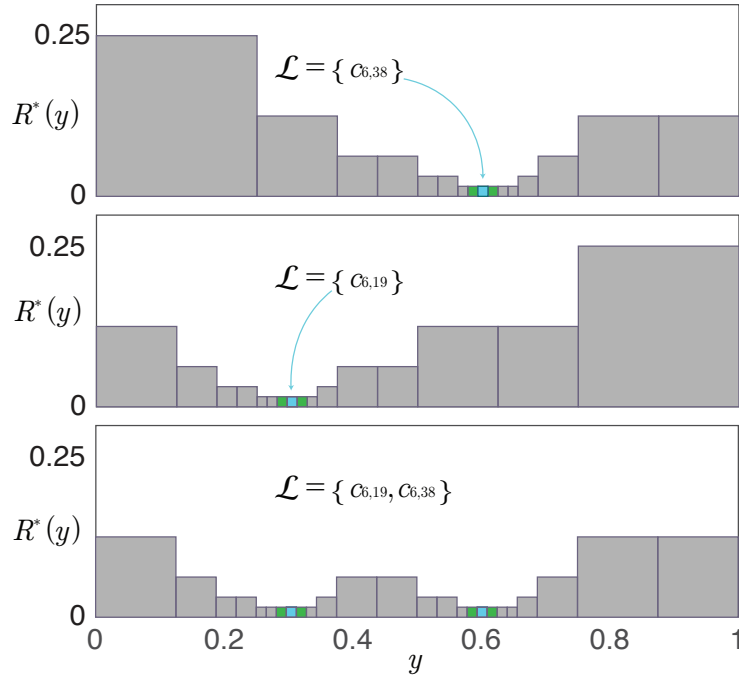 0.25
ℒ = { c6,38}
R*(y)
0
0.25
ℒ = { c6,19}
R*(y)
0
0.25
ℒ = { c6,19, c6,38}
R*(y)
0
0 0.2 0.4 0.6 0.8 1
y